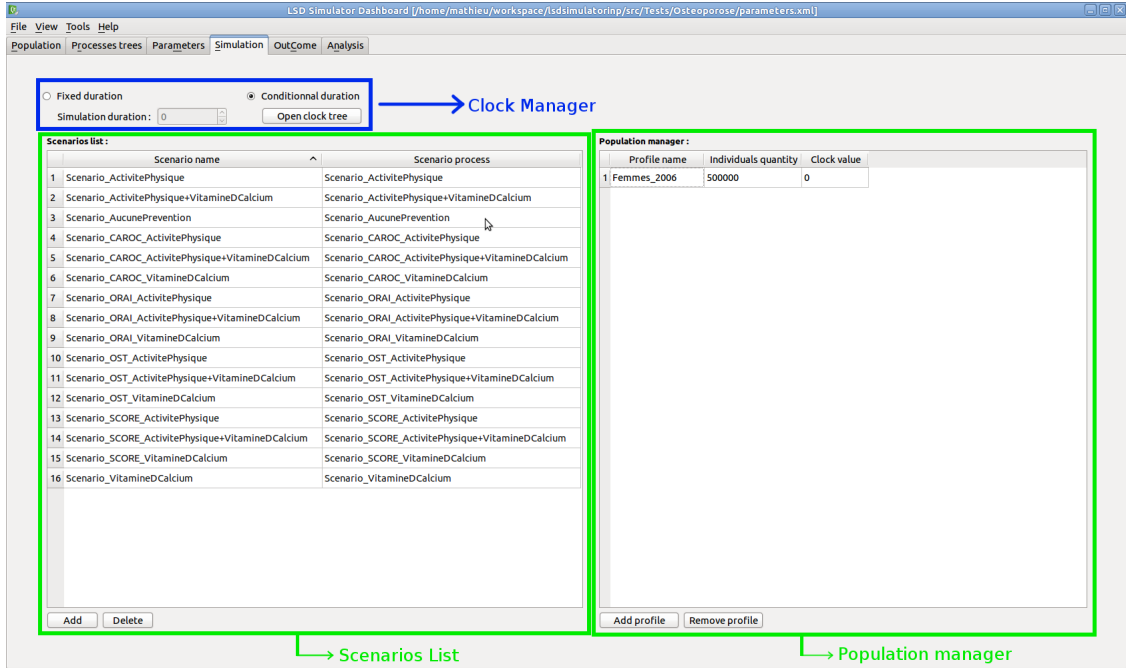 LSD Simulator Dashboard [/home/mathieu/workspace/lsdsimulatorinp/src/Tests/Osteoporose/parameters.xml]
File View Tools Help
Population Processes trees Parameters Simulation OutCome Analysis
Fixed duration Conditionnal duration
Simulation duration : 0 Open clock tree
Clock Manager
Scenarios list :
Scenario name Scenario process
1 Scenario_ActivitePhysique Scenario_ActivitePhysique
2 Scenario_ActivitePhysique+VitamineDCalcium Scenario_ActivitePhysique+VitamineDCalcium
3 Scenario_AucunePrevention Scenario_AucunePrevention
4 Scenario_CAROC_ActivitePhysique Scenario_CAROC_ActivitePhysique
5 Scenario_CAROC_ActivitePhysique+VitamineDCalcium Scenario_CAROC_ActivitePhysique+VitamineDCalcium
6 Scenario_CAROC_VitamineDCalcium Scenario_CAROC_VitamineDCalcium
7 Scenario_ORAI_ActivitePhysique Scenario_ORAI_ActivitePhysique
8 Scenario_ORAI_ActivitePhysique+VitamineDCalcium Scenario_ORAI_ActivitePhysique+VitamineDCalcium
9 Scenario_ORAI_VitamineDCalcium Scenario_ORAI_VitamineDCalcium
10 Scenario_OST_ActivitePhysique Scenario_OST_ActivitePhysique
11 Scenario_OST_ActivitePhysique+VitamineDCalcium Scenario_OST_ActivitePhysique+VitamineDCalcium
12 Scenario_OST_VitamineDCalcium Scenario_OST_VitamineDCalcium
13 Scenario_SCORE_ActivitePhysique Scenario_SCORE_ActivitePhysique
14 Scenario_SCORE_ActivitePhysique+VitamineDCalcium Scenario_SCORE_ActivitePhysique+VitamineDCalcium
15 Scenario_SCORE_VitamineDCalcium Scenario_SCORE_VitamineDCalcium
16 Scenario_VitamineDCalcium Scenario_VitamineDCalcium
Add Delete
Scenarios List
Population manager :
Profile name Individuals quantity Clock value
1 Femmes_2006 500000 0
Add profile Remove profile
Population manager